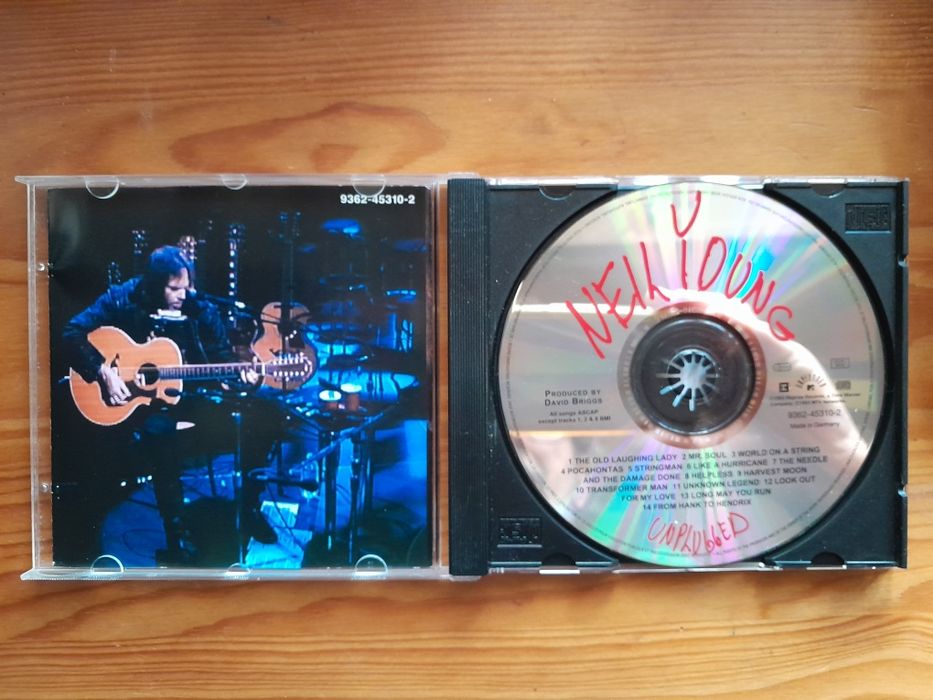 9362-45310-2
U
NEIL YOUNG
PRODUCED BY
DAVID BRIGGS
All songs ASCAP
except tracks 1, 2 & 6 BMI
UNPLUGGED
9362-45310-2
Made in Germany
1 THE OLD LAUGHING LADY 2 MR. SOUL 3 WORLD ON A STRING
4 POCAHONTAS 5 STRINGMAN 6 LIKE A HURRICANE 7 THE NEEDLE
AND THE DAMAGE DONE 8 HELPLESS 9 HARVEST MOON
10 TRANSFORMER MAN 11 UNKNOWN LEGEND 12 LOOK OUT
FOR MY LOVE 13 LONG MAY YOU RUN
14 FROM HANK TO HENDRIX
UNPLUGGED